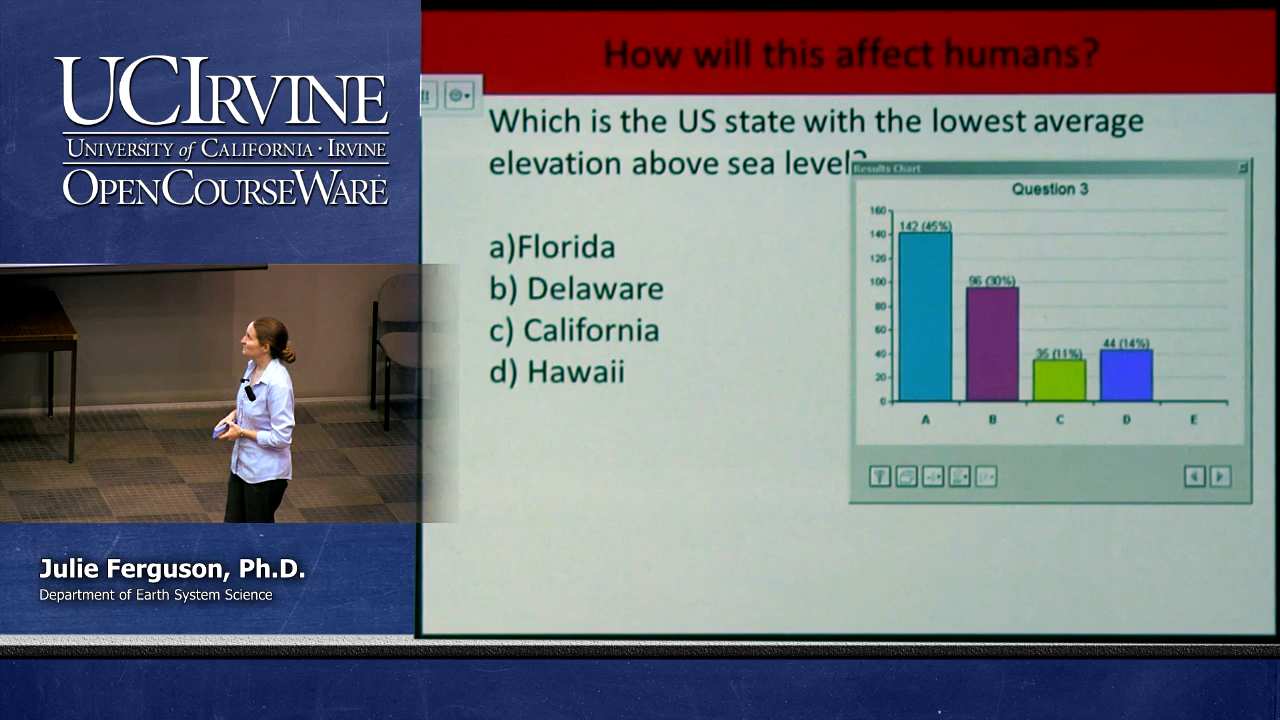 UCIRVINE
UNIVERSITY of CALIFORNIA · IRVINE
OPENCOURSEWARE
Julie Ferguson, Ph.D.
Department of Earth System Science
How will this affect humans?
Which is the US state with the lowest average
elevation above sea level?
a)Florida
b) Delaware
c) California
d) Hawaii
Results Chart
Question 3
160
140
120
100
80
60
40
20
0
142 (45%)
96 (30%)
35 (11%)
44 (14%)
A B C D E